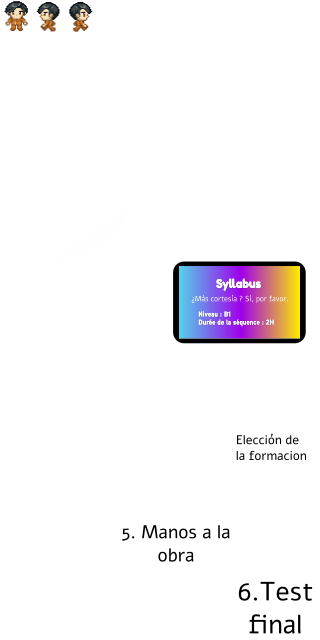 Syllabus
¿Más cortesía ? Sí, por favor.
Niveau : B1
Durée de la séquence : 2H
Elección de
la formacion
5. Manos a la
obra
6.Test
final